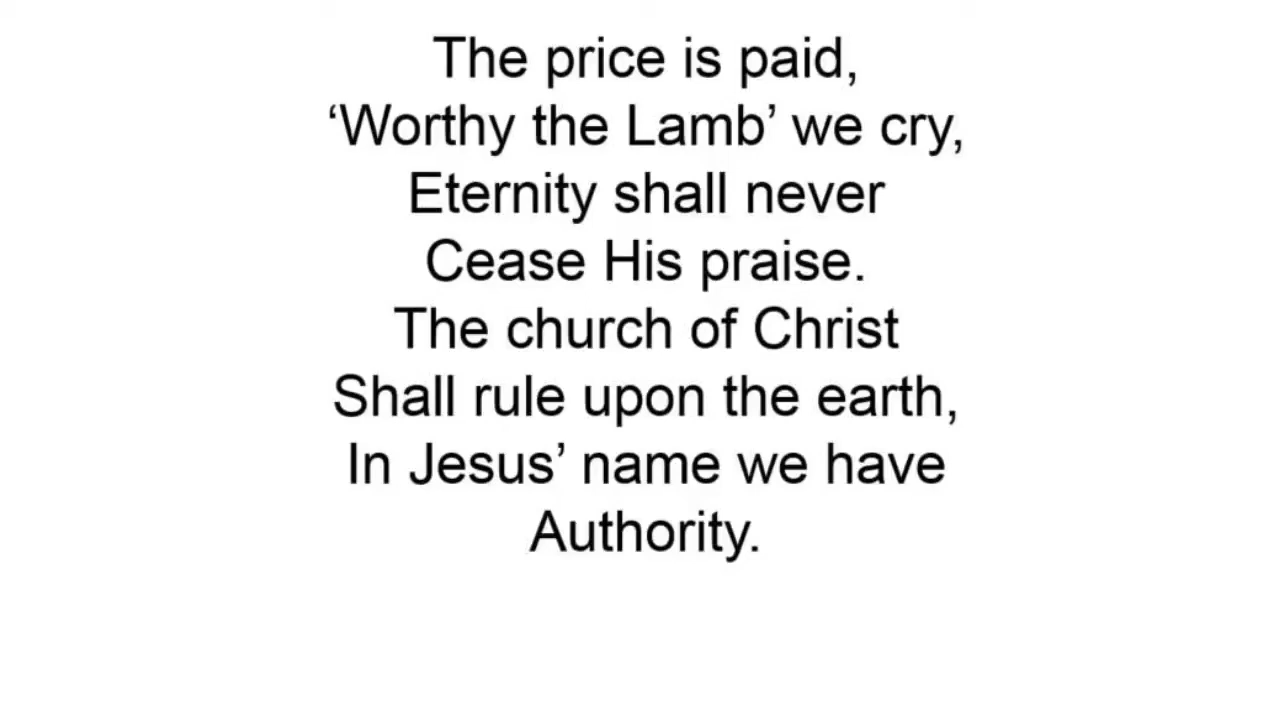 The price is paid,
‘Worthy the Lamb’ we cry,
Eternity shall never
Cease His praise.
The church of Christ
Shall rule upon the earth,
In Jesus’ name we have
Authority.